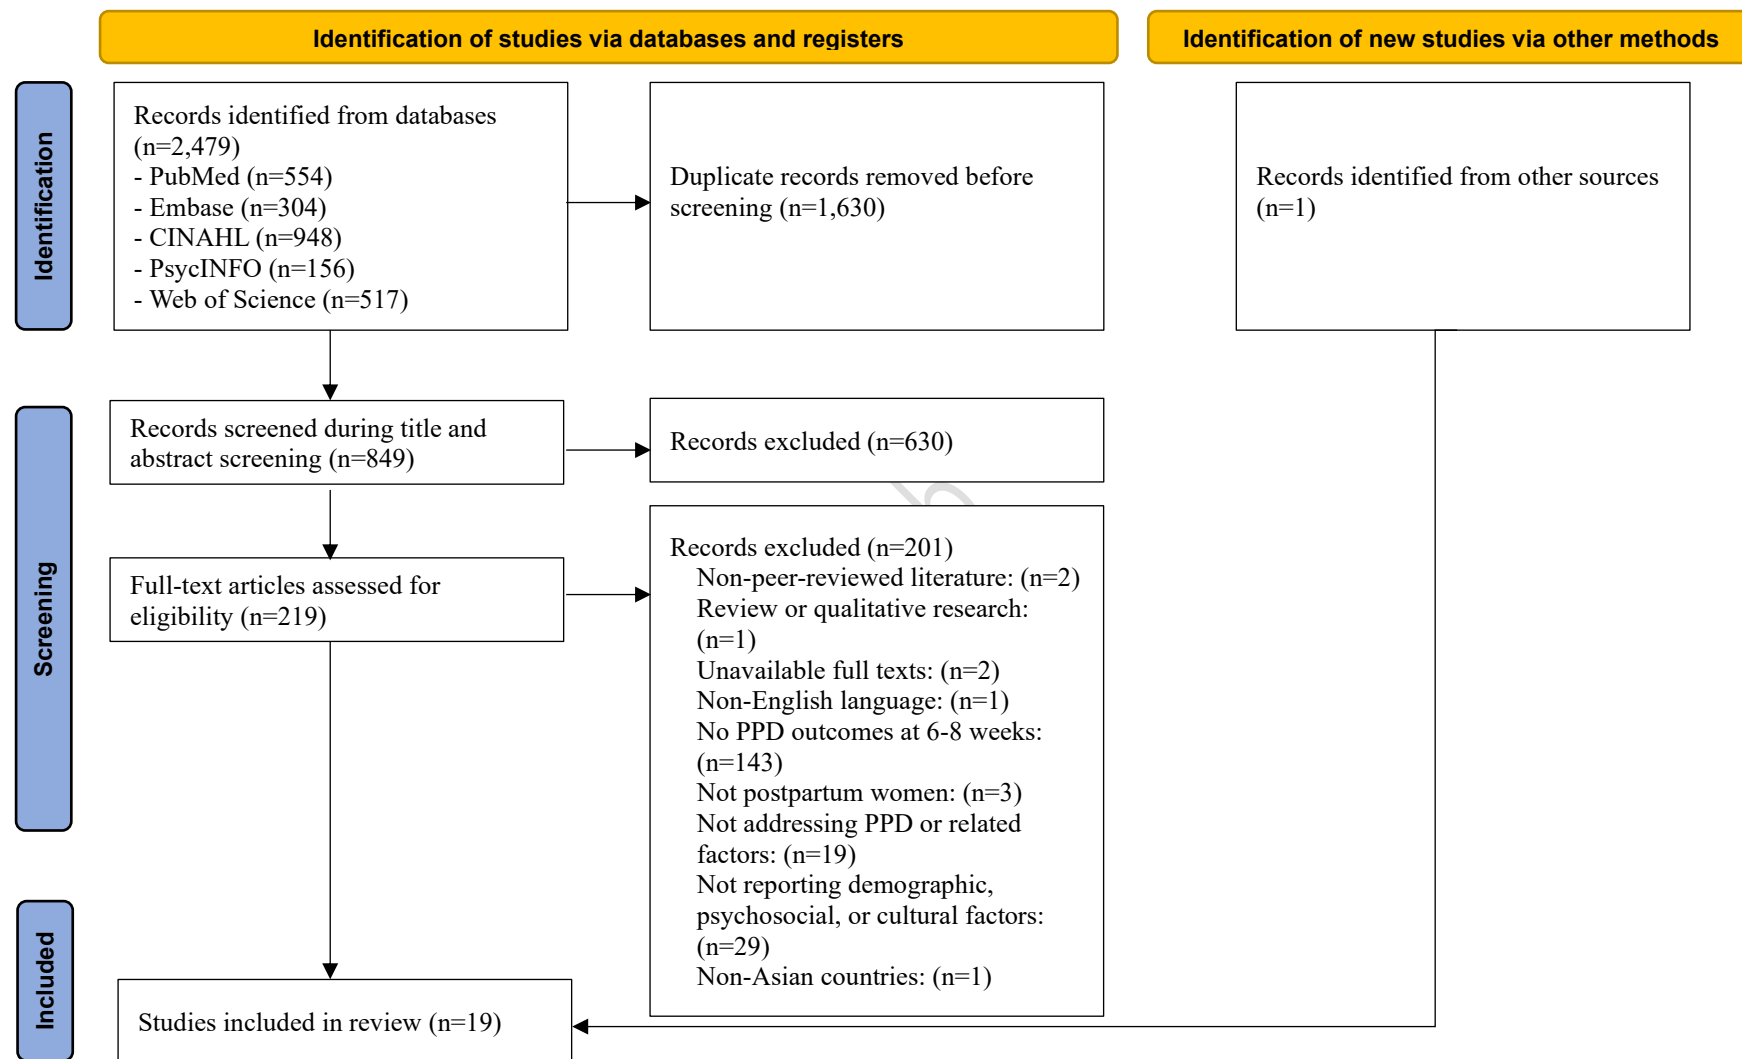 Identification of studies via databases and registers
Identification of new studies via other methods
Identification
Records identified from databases
(n=2,479)
- PubMed (n=554)
- Embase (n=304)
- CINAHL (n=948)
- PsycINFO (n=156)
- Web of Science (n=517)
Duplicate records removed before
screening (n=1,630)
Records identified from other sources
(n=1)
Screening
Records screened during title and
abstract screening (n=849)
Records excluded (n=630)
Full-text articles assessed for
eligibility (n=219)
Records excluded (n=201)
Non-peer-reviewed literature: (n=2)
Review or qualitative research:
(n=1)
Unavailable full texts: (n=2)
Non-English language: (n=1)
No PPD outcomes at 6-8 weeks:
(n=143)
Not postpartum women: (n=3)
Not addressing PPD or related
factors: (n=19)
Not reporting demographic,
psychosocial, or cultural factors:
(n=29)
Non-Asian countries: (n=1)
Included
Studies included in review (n=19)